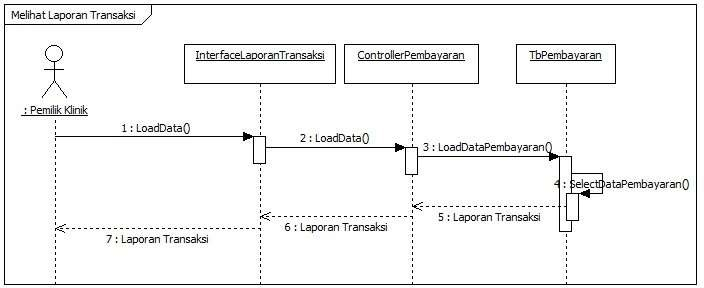 Melihat Laporan Transaksi
InterfaceLaporanTransaksi
ControllerPembayaran
TbPembayaran
: Pemilik Klinik
1 : LoadData()
2 : LoadData()
3 : LoadDataPembayaran()
4 : SelectDataPembayaran()
5 : Laporan Transaksi
6 : Laporan Transaksi
7 : Laporan Transaksi